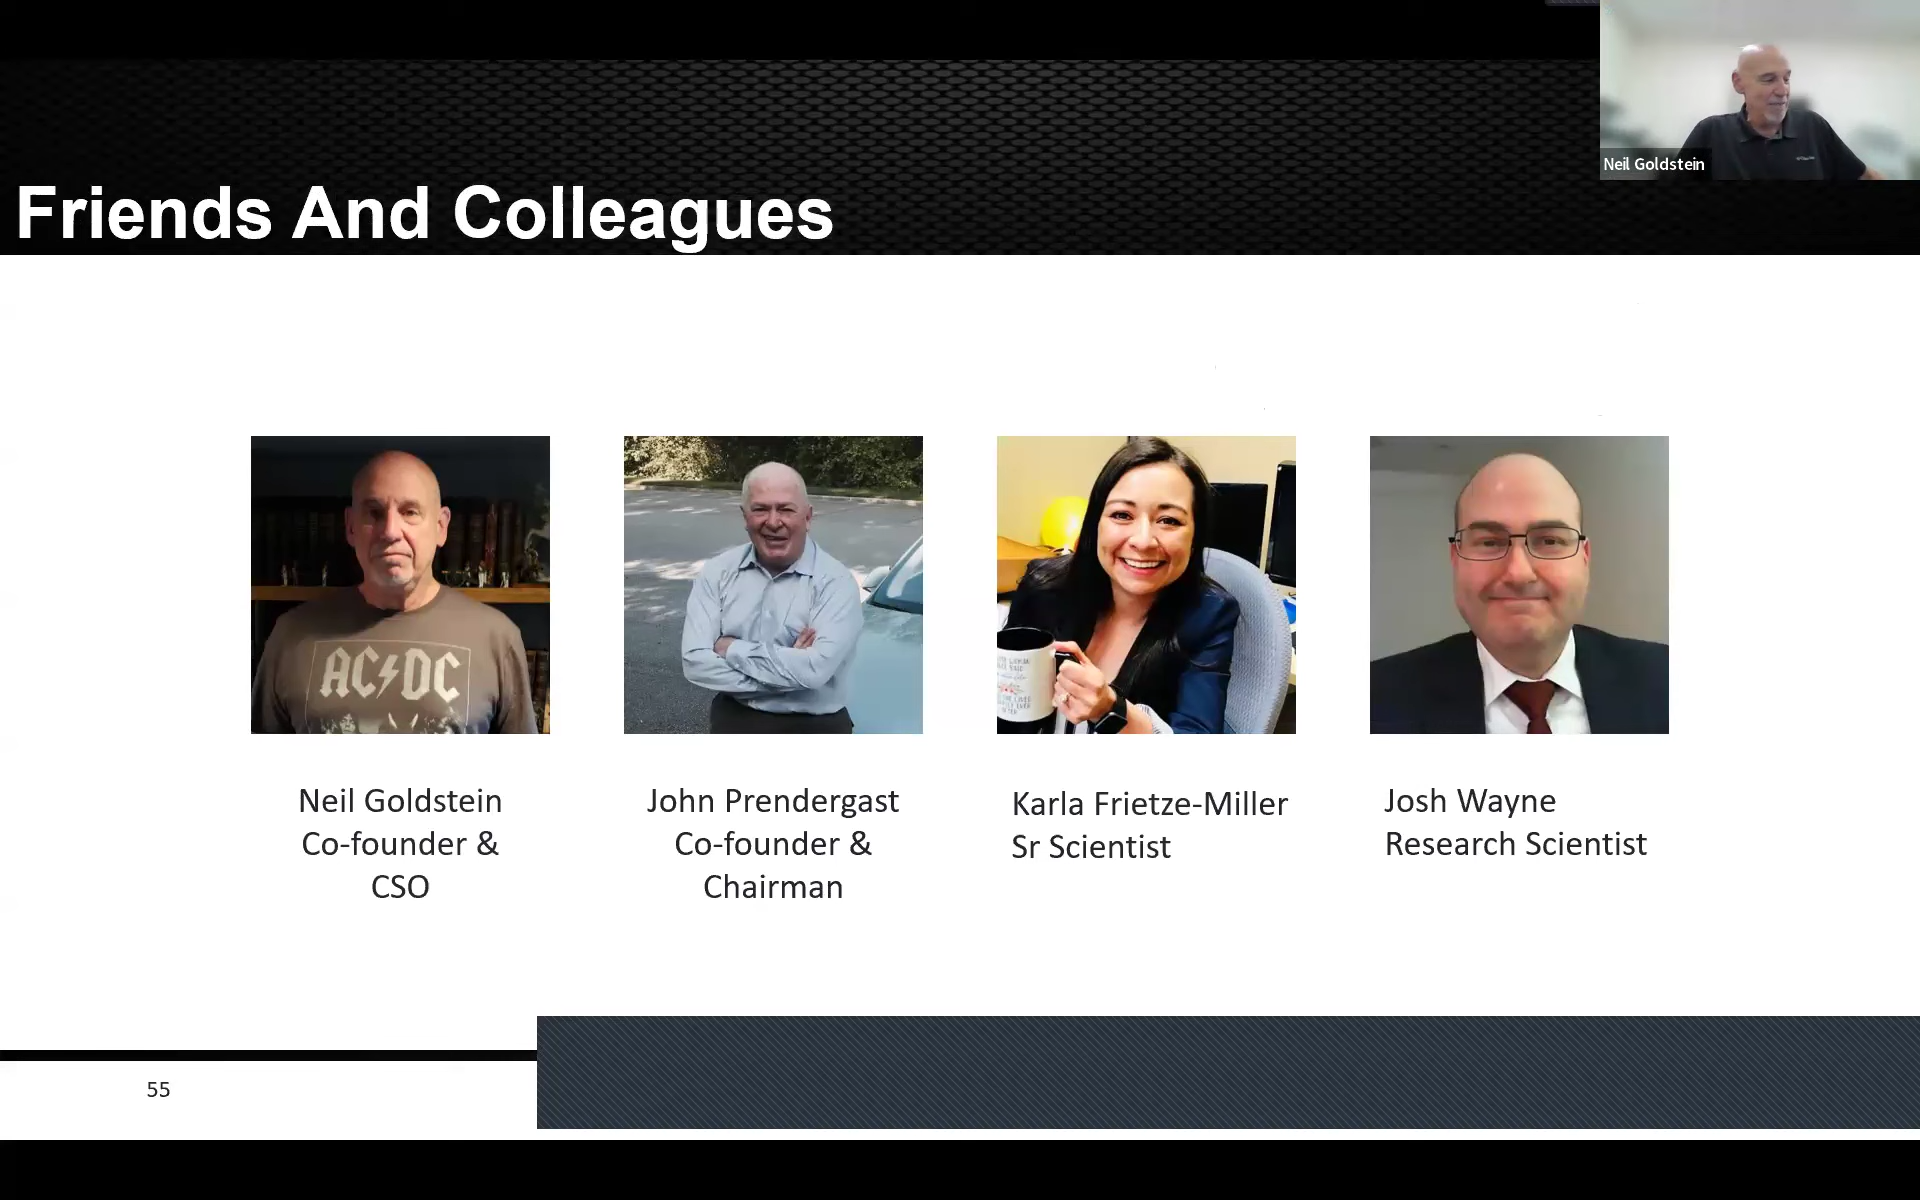 Neil Goldstein
Friends And Colleagues
AC⚡DC
Neil Goldstein
Co-founder &
CSO
John Prendergast
Co-founder &
Chairman
Karla Frietze-Miller
Sr Scientist
Josh Wayne
Research Scientist
55